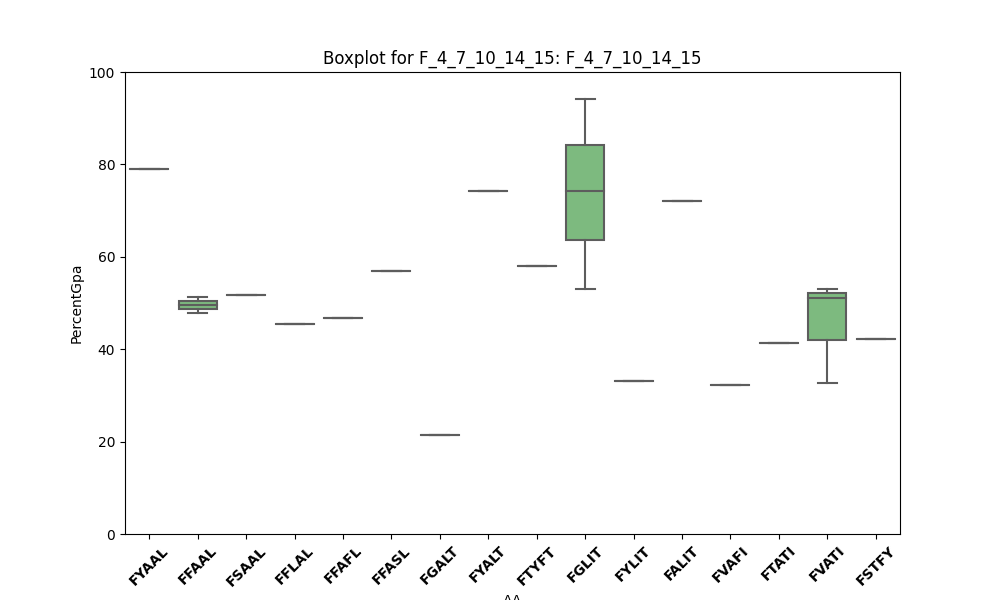 Boxplot for F_4_7_10_14_15: F_4_7_10_14_15
100
80
60
40
20
0
PercentGpa
FYAAL
FFAAL
FSAAL
FFLAL
FFAFL
FFASL
FGALT
FYALT
FTYFT
FGLIT
FYLIT
FALIT
FVAFI
FTATI
FVATI
FSTFY
AA